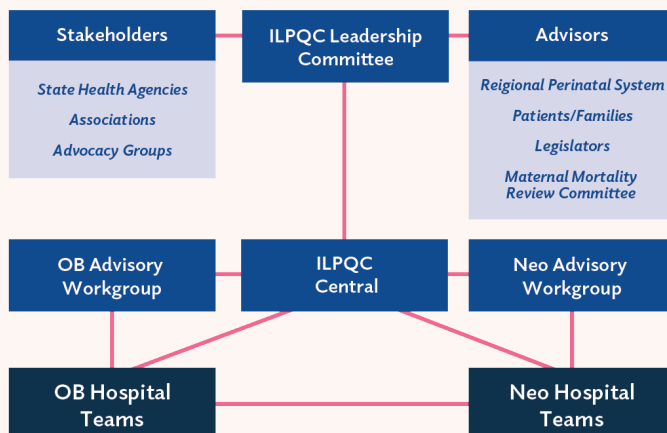 Stakeholders
State Health Agencies
Associations
Advocacy Groups
ILPQC Leadership
Committee
Advisors
Reigional Perinatal System
Patients/Families
Legislators
Maternal Mortality
Review Committee
OB Advisory
Workgroup
ILPQC
Central
Neo Advisory
Workgroup
OB Hospital
Teams
Neo Hospital
Teams